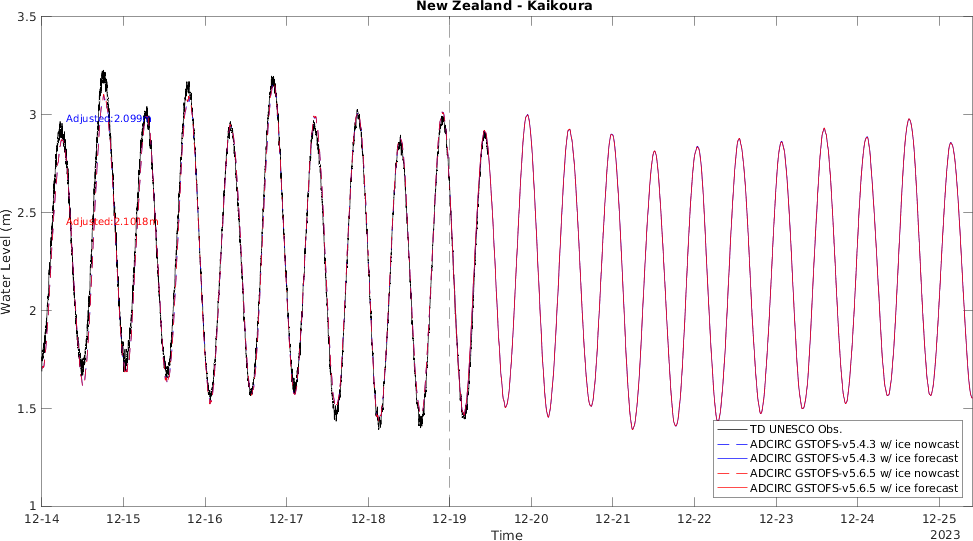 New Zealand - Kaikoura
3.5
3
2.5
2
1.5
1
Water Level (m)
Adjusted:2.099m
Adjusted:2.1018m
TD UNESCO Obs.
ADCIRC GSTOFS-v5.4.3 w/ ice nowcast
ADCIRC GSTOFS-v5.4.3 w/ ice forecast
ADCIRC GSTOFS-v5.6.5 w/ ice nowcast
ADCIRC GSTOFS-v5.6.5 w/ ice forecast
12-14 12-15 12-16 12-17 12-18 12-19 12-20 12-21 12-22 12-23 12-24 12-25
Time
2023